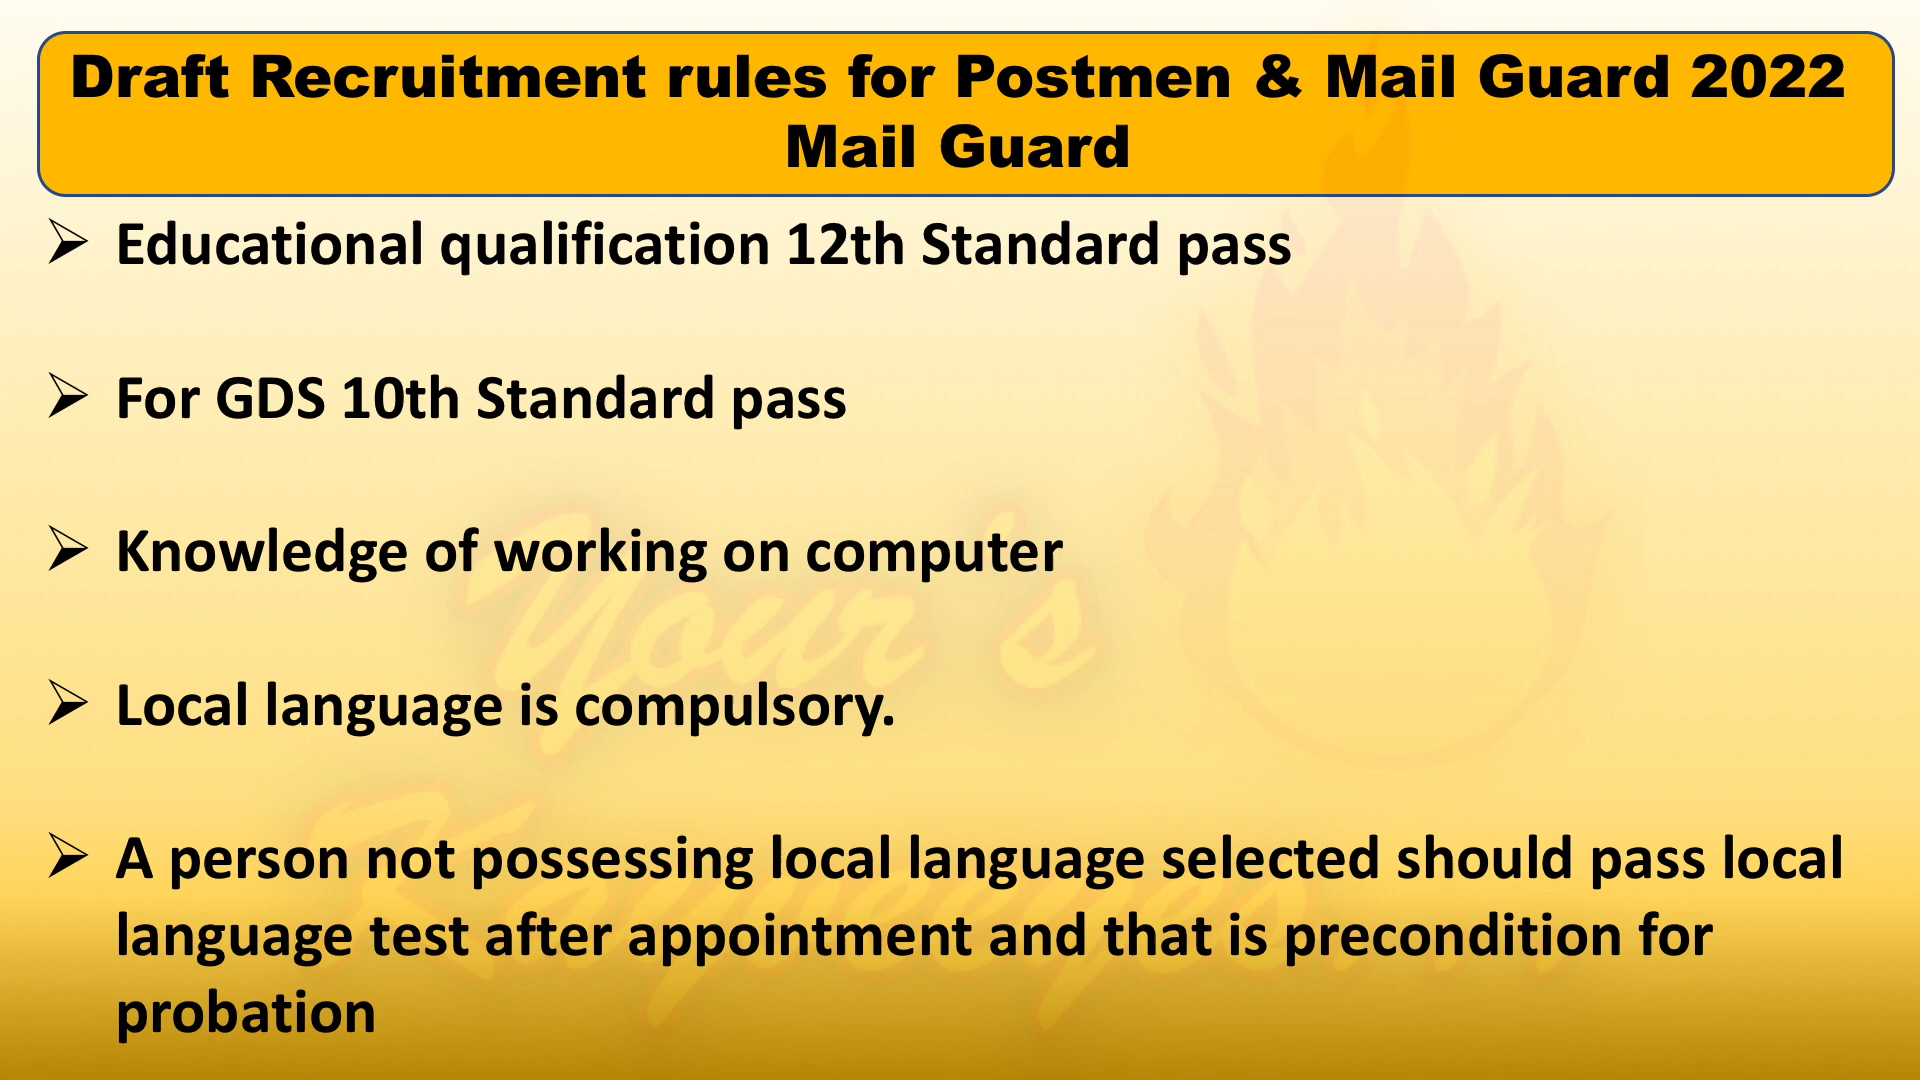 Draft Recruitment rules for Postmen & Mail Guard 2022
Mail Guard
➢ Educational qualification 12th Standard pass
➢ For GDS 10th Standard pass
➢ Knowledge of working on computer
➢ Local language is compulsory.
➢ A person not possessing local language selected should pass local
language test after appointment and that is precondition for
probation
Your's